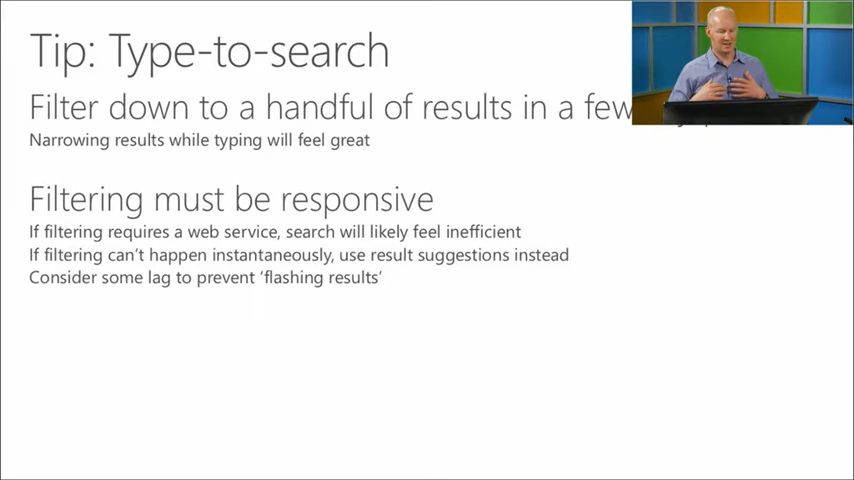 Tip: Type-to-search
Filter down to a handful of results in a few
Narrowing results while typing will feel great
Filtering must be responsive
If filtering requires a web service, search will likely feel inefficient
If filtering can't happen instantaneously, use result suggestions instead
Consider some lag to prevent 'flashing results'